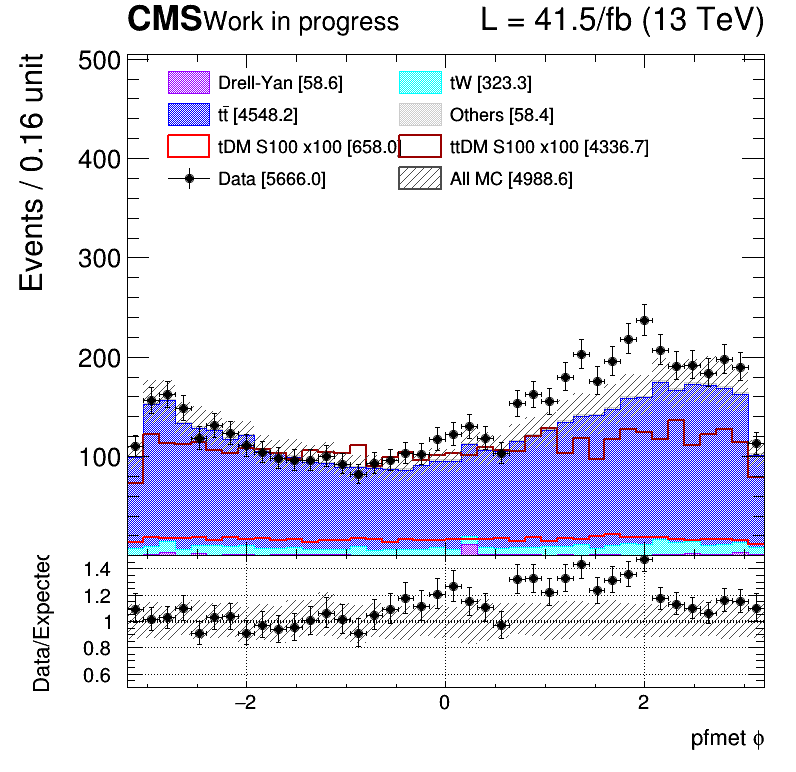 CMS Work in progress L = 41.5/fb (13 TeV)
Events / 0.16 unit
500
400
300
200
100
Drell-Yan [58.6] tW [323.3]
tt̄ [4548.2] Others [58.4]
tDM S100 x100 [658.0] ttDM S100 x100 [4336.7]
Data [5666.0] All MC [4988.6]
Data/Expected
1.4
1.2
1
0.8
0.6
−2 0 2
pfmet ϕ